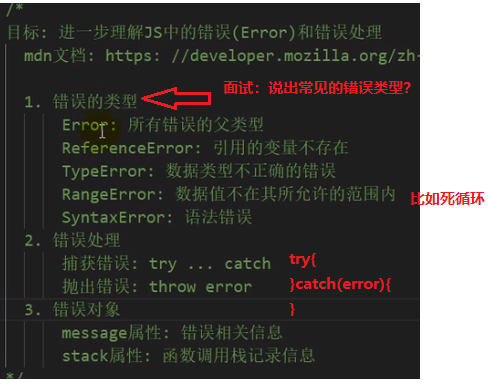 /*
目标: 进一步理解JS中的错误(Error)和错误处理
mdn文档: https: //developer.mozilla.org/zh-
1. 错误的类型
面试：说出常见的错误类型？
Error: 所有错误的父类型
ReferenceError: 引用的变量不存在
TypeError: 数据类型不正确的错误
RangeError: 数据值不在其所允许的范围内
比如死循环
SyntaxError: 语法错误
2. 错误处理
捕获错误: try ... catch
try{
抛出错误: throw error
}catch(error){
3. 错误对象
}
message属性: 错误相关信息
stack属性: 函数调用栈记录信息
*/